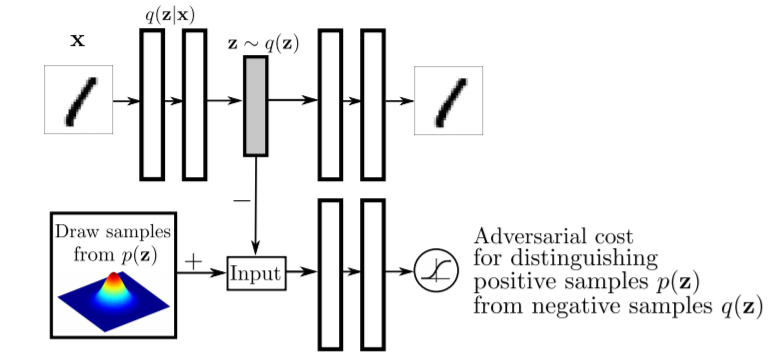 q(z|x)
x
z ∼ q(z)
−
Draw samples
from p(z)
+
Input
Adversarial cost
for distinguishing
positive samples p(z)
from negative samples q(z)